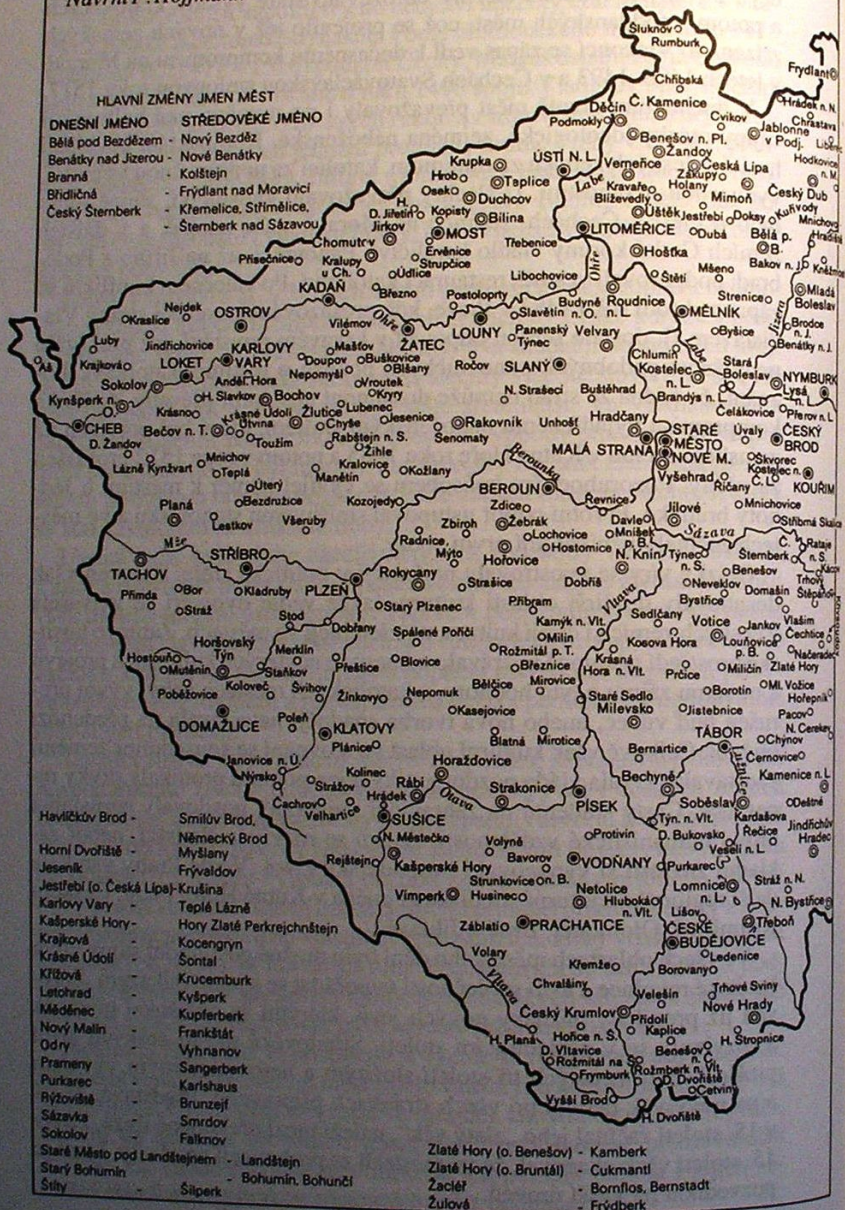 HLAVNÍ ZMĚNY JMEN MĚST
DNEŠNÍ JMÉNO STŘEDOVĚKÉ JMÉNO
Bělá pod Bezdězem - Nový Bezděz
Benátky nad Jizerou - Nové Benátky
Branná - Kolštejn
Břidličná - Frýdlant nad Moravicí
Český Šternberk - Křemelice, Střímělice,
- Šternberk nad Sázavou
Šluknov
Rumburk
Frýdlant
Chřibská
Hrádek n. N.
Chrastava
Děčín
Č. Kamenice
Podmokly
Cvikov
Jablonné
v Podj.
Benešov n. Pl.
Žandov
Krupka
ÚSTÍ N. L.
Verneřice
Česká Lípa
Hodkovice
n. M.
Hrob
Teplice
Labe
Kravaře
Zákupy
Holany
Mimoň
Český Dub
Osek
Duchcov
Blíževedly
Úštěk
Jestřebí
Doksy
Kuřívody
H.
D. Jiřetín
Kopisty
Bílina
Jirkov
MOST
LITOMĚŘICE
Dubá
Bělá p.
B.
Chomutov
Ervěnice
Třebenice
Hoštka
Přísečnice
Kralupy
u Ch.
Strupčice
Údlice
Ohře
Bakov n. J.
Mšeno
Štětí
Libochovice
KADAŇ
Březno
Postoloprty
Budyně
n. O.
Roudnice
n. L.
Strenice
Mladá
Boleslav
Nejdek
OSTROV
Kraslice
Vilémov
Ohře
LOUNY
Slavětín
MĚLNÍK
Jizera
Luby
Jindřichovice
KARLOVY
VARY
Mašťov
ŽATEC
Panenský
Týnec
Velvary
Byšice
Brodce
n. J.
Benátky n. J.
Aš
Krajková
LOKET
Doupov
Buškovice
Blšany
Nepomyšl
Ročov
SLANÝ
Chlumín
Labe
Kostelec
n. L.
Stará
Boleslav
NYMBURK
Sokolov
Anděl. Hora
Vroutek
Kryry
N. Strašecí
Buštěhrad
Brandýs n. L.
Lysá
n. L.
Kynšperk n.
O.
H. Slavkov
Bochov
Lubenec
Čelákovice
Přerov n. L.
Krásno
Krásné Údolí
Žlutice
Jesenice
Rakovník
Unhošť
Hradčany
CHEB
Bečov n. T.
Útvina
Chyše
Senomaty
STARÉ
MĚSTO
Úvaly
ČESKÝ
BROD
D. Žandov
Toužim
Rabštejn n. S.
Žihle
MALÁ STRANA
NOVÉ M.
Lázně Kynžvart
Mnichov
Teplá
Kralovice
Manětín
Kožlany
Berounka
Vyšehrad
Škvorec
Kostelec n.
Č. L.
Říčany
KOUŘIM
Úterý
BEROUN
Řevnice
Planá
Bezdružice
Kozojedy
Zdice
Jílové
Mnichovice
Lestkov
Všeruby
Zbiroh
Žebrák
Davle
Stříbrná Skalice
Mže
Radnice
Lochovice
Mníšek
p. B.
Sázava
STŘÍBRO
Mýto
Hořovice
Hostomice
N. Knín
Týnec
n. S.
Č.
Šternberk
Rataje
n. S.
TACHOV
PLZEŇ
Rokycany
Benešov
Kladruby
Strašice
Dobříš
Neveklov
Trhový
Štěpánov
Přimda
Bor
Stráž
Starý Plzenec
Příbram
Vltava
Bystřice
Domašín
Stod
Dobřany
Kamýk n. Vlt.
Sedlčany
Votice
Jankov
Vlašim
Spálené Poříčí
Milín
Louňovice
p. B.
Čechtice
Hostouň
Horšovský
Týn
Merklín
Rožmitál p. T.
Kosova Hora
Načeradec
Mutěnín
Staňkov
Přeštice
Blovice
Březnice
Krásná
Hora n. Vlt.
Prčice
Miličín
Zlaté Hory
Poběžovice
Koloveč
Švihov
Nepomuk
Bělčice
Mirovice
Borotín
Ml. Vožice
Žinkovy
Staré Sedlo
Hořepník
DOMAŽLICE
Kasejovice
Milevsko
Jistebnice
Pacov
Poleň
KLATOVY
Plánice
Blatná
Mirotice
TÁBOR
N. Cerekev
Chýnov
Janovice n. Ú.
Bernartice
Lužnice
Černovice
Nýrsko
Kolinec
Horažďovice
Kamenice n. L
Strážov
Rábí
Strakonice
Bechyně
Čachrov
Hrádek
Otava
PÍSEK
Soběslav
Deštné
Velhartice
SUŠICE
Týn. n. Vlt.
Kardašova
Řečice
Jindřichův
Hradec
N. Městečko
Volyně
Protivín
D. Bukovsko
Veselí n. L
Rejštejn
Kašperské Hory
Bavorov
VODŇANY
Purkarec
Strunkovice n. B.
Netolice
Lomnice
n. L.
Stráž n. N.
Vimperk
Husinec
Hluboká
n. Vlt.
N. Bystřice
Záblatí
PRACHATICE
Lišov
Třeboň
ČESKÉ
BUDĚJOVICE
Volary
Ledenice
Křemže
Borovany
Vltava
Chvalšiny
Velešín
Trhové Sviny
Český Krumlov
Nové Hrady
H. Planá
Hořice n. Š.
Přídolí
Kaplice
H. Stropnice
D. Vltavice
Benešov
n. Č.
Rožmitál na Š.
Rožmberk n. Vlt.
Frymburk
D. Dvořiště
Cetviny
Vyšší Brod
H. Dvořiště
Havlíčkův Brod - Smilův Brod,
- Německý Brod
Horní Dvořiště - Myšlany
Jeseník - Frývaldov
Jestřebí (o. Česká Lípa)- Krušina
Karlovy Vary - Teplé Lázně
Kašperské Hory - Hory Zlaté Perkrejchnštejn
Krajková - Kocengryn
Krásné Údolí - Šontal
Křížová - Krucemburk
Letohrad - Kyšperk
Měděnec - Kupferberk
Nový Malín - Frankštát
Odry - Vyhnanov
Prameny - Sangerberk
Purkarec - Karlshaus
Rýžoviště - Brunzejf
Sázavka - Smrdov
Sokolov - Falknov
Staré Město pod Landštejnem - Landštejn
Starý Bohumín - Bohumín, Bohunčí
Štíty - Šilperk
Zlaté Hory (o. Benešov) - Kamberk
Zlaté Hory (o. Bruntál) - Cukmantl
Žacléř - Bornflos, Bernstadt
Žulová - Frýdberk